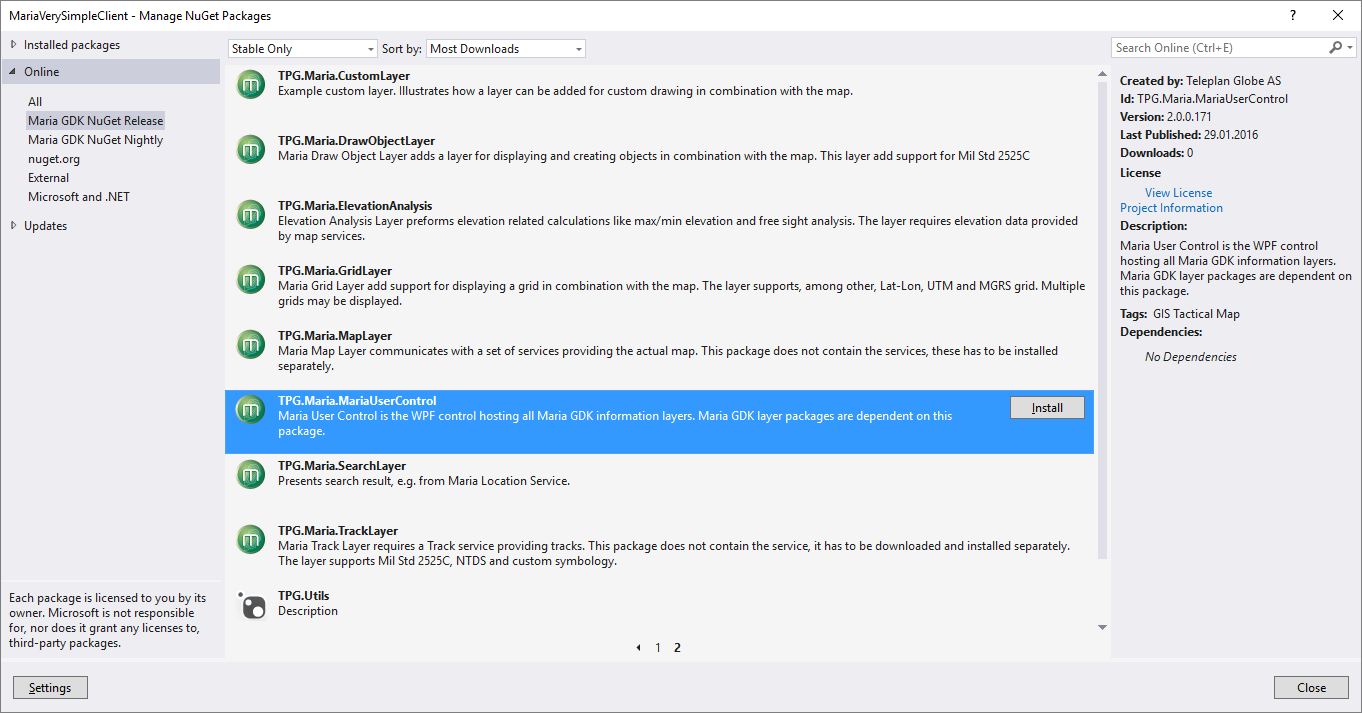 MariaVerySimpleClient - Manage NuGet Packages
?
Installed packages
Online
All
Maria GDK NuGet Release
Maria GDK NuGet Nightly
nuget.org
External
Microsoft and .NET
Updates
Each package is licensed to you by its
owner. Microsoft is not responsible
for, nor does it grant any licenses to,
third-party packages.
Stable Only
Sort by:
Most Downloads
TPG.Maria.CustomLayer
Example custom layer. Illustrates how a layer can be added for custom drawing in combination with the map.
TPG.Maria.DrawObjectLayer
Maria Draw Object Layer adds a layer for displaying and creating objects in combination with the map. This layer add support for Mil Std 2525C
TPG.Maria.ElevationAnalysis
Elevation Analysis Layer preforms elevation related calculations like max/min elevation and free sight analysis. The layer requires elevation data provided
by map services.
TPG.Maria.GridLayer
Maria Grid Layer add support for displaying a grid in combination with the map. The layer supports, among other, Lat-Lon, UTM and MGRS grid. Multiple
grids may be displayed.
TPG.Maria.MapLayer
Maria Map Layer communicates with a set of services providing the actual map. This package does not contain the services, these has to be installed
separately.
TPG.Maria.MariaUserControl
Maria User Control is the WPF control hosting all Maria GDK information layers. Maria GDK layer packages are dependent on this
package.
Install
TPG.Maria.SearchLayer
Presents search result, e.g. from Maria Location Service.
TPG.Maria.TrackLayer
Maria Track Layer requires a Track service providing tracks. This package does not contain the service, it has to be downloaded and installed separately.
The layer supports Mil Std 2525C, NTDS and custom symbology.
TPG.Utils
Description
1 2
Search Online (Ctrl+E)
Created by: Teleplan Globe AS
Id: TPG.Maria.MariaUserControl
Version: 2.0.0.171
Last Published: 29.01.2016
Downloads: 0
License
View License
Project Information
Description:
Maria User Control is the WPF control
hosting all Maria GDK information layers.
Maria GDK layer packages are dependent on
this package.
Tags: GIS Tactical Map
Dependencies:
No Dependencies
Settings
Close